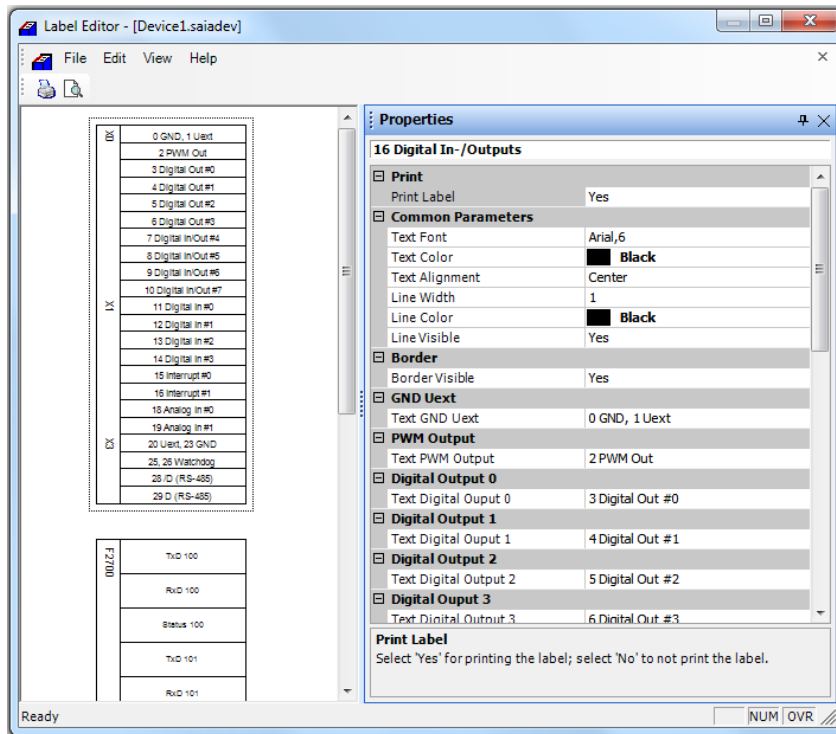 Label Editor - [Device1.saiadev]
File Edit View Help
X0
0 GND, 1 Uext
2 PWM Out
3 Digital Out #0
4 Digital Out #1
5 Digital Out #2
6 Digital Out #3
7 Digital In/Out #4
8 Digital In/Out #5
9 Digital In/Out #6
10 Digital In/Out #7
X1
11 Digital In #0
12 Digital In #1
13 Digital In #2
14 Digital In #3
15 Interrupt #0
16 Interrupt #1
18 Analog In #0
19 Analog In #1
X3
20 Uext, 23 GND
25, 26 Watchdog
28 /D (RS-485)
29 D (RS-485)
F2700
TxD 100
RxD 100
Status 100
TxD 101
RxD 101
Properties
16 Digital In-/Outputs
Print
Print Label Yes
Common Parameters
Text Font Arial,6
Text Color Black
Text Alignment Center
Line Width 1
Line Color Black
Line Visible Yes
Border
Border Visible Yes
GND Uext
Text GND Uext 0 GND, 1 Uext
PWM Output
Text PWM Output 2 PWM Out
Digital Output 0
Text Digital Ouput 0 3 Digital Out #0
Digital Output 1
Text Digital Ouput 1 4 Digital Out #1
Digital Output 2
Text Digital Output 2 5 Digital Out #2
Digital Ouput 3
Text Digital Output 3 6 Digital Out #3
Print Label
Select 'Yes' for printing the label; select 'No' to not print the label.
Ready
NUM OVR